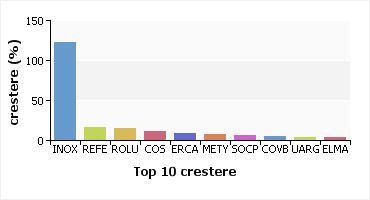 crestere (%)
150
100
50
0
INOX REFE ROLU COS ERCA METY SOCP COVB UARG ELMA
Top 10 crestere